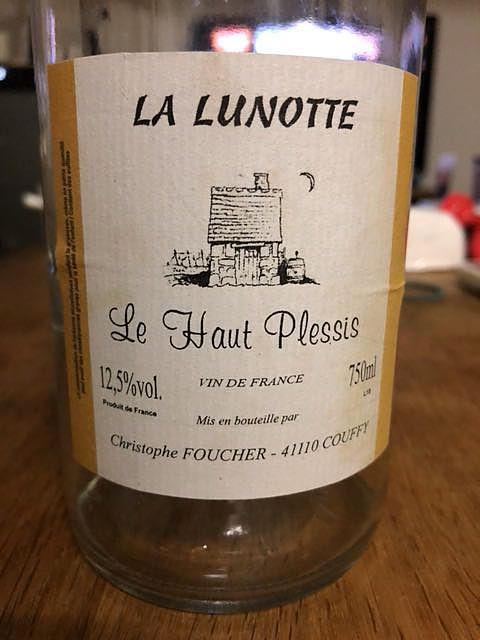 LA LUNOTTE
Le Haut Plessis
12,5%vol.
Produit de France
VIN DE FRANCE
750ml
Mis en bouteille par
Christophe FOUCHER - 41110 COUFFY